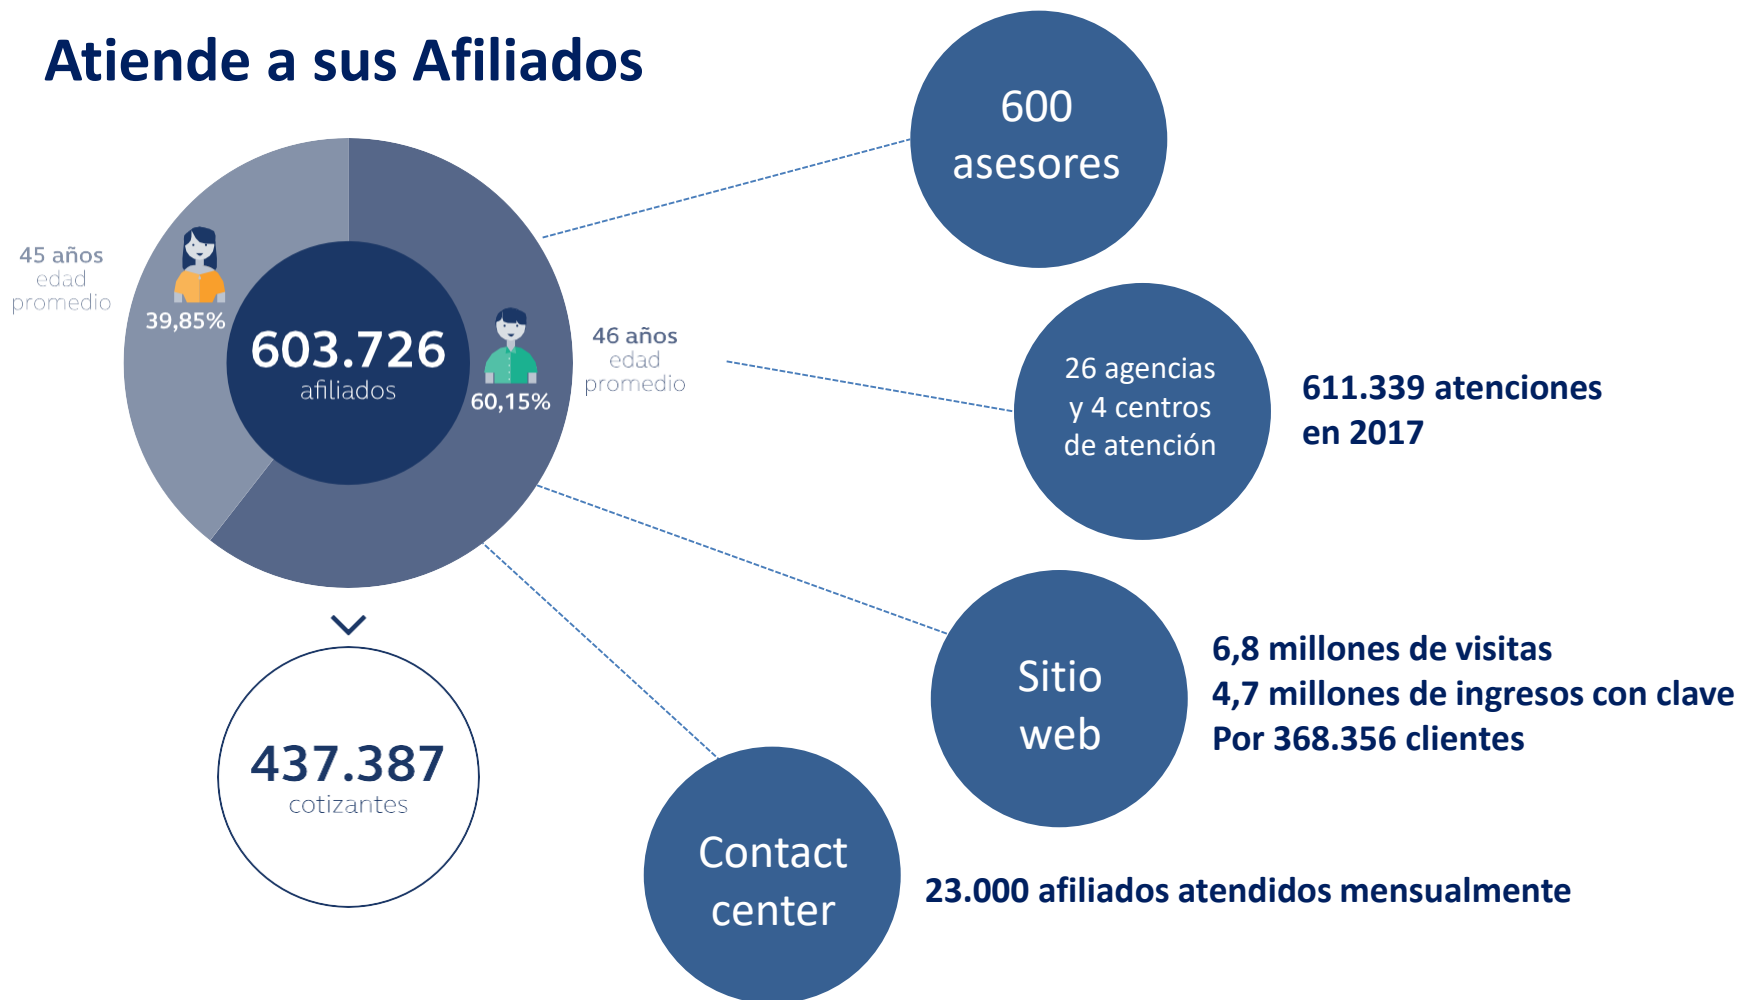 Atiende a sus Afiliados
45 años
edad
promedio
39,85%
603.726
afiliados
60,15%
46 años
edad
promedio
437.387
cotizantes
600
asesores
26 agencias
y 4 centros
de atención
611.339 atenciones
en 2017
Sitio
web
6,8 millones de visitas
4,7 millones de ingresos con clave
Por 368.356 clientes
Contact
center
23.000 afiliados atendidos mensualmente